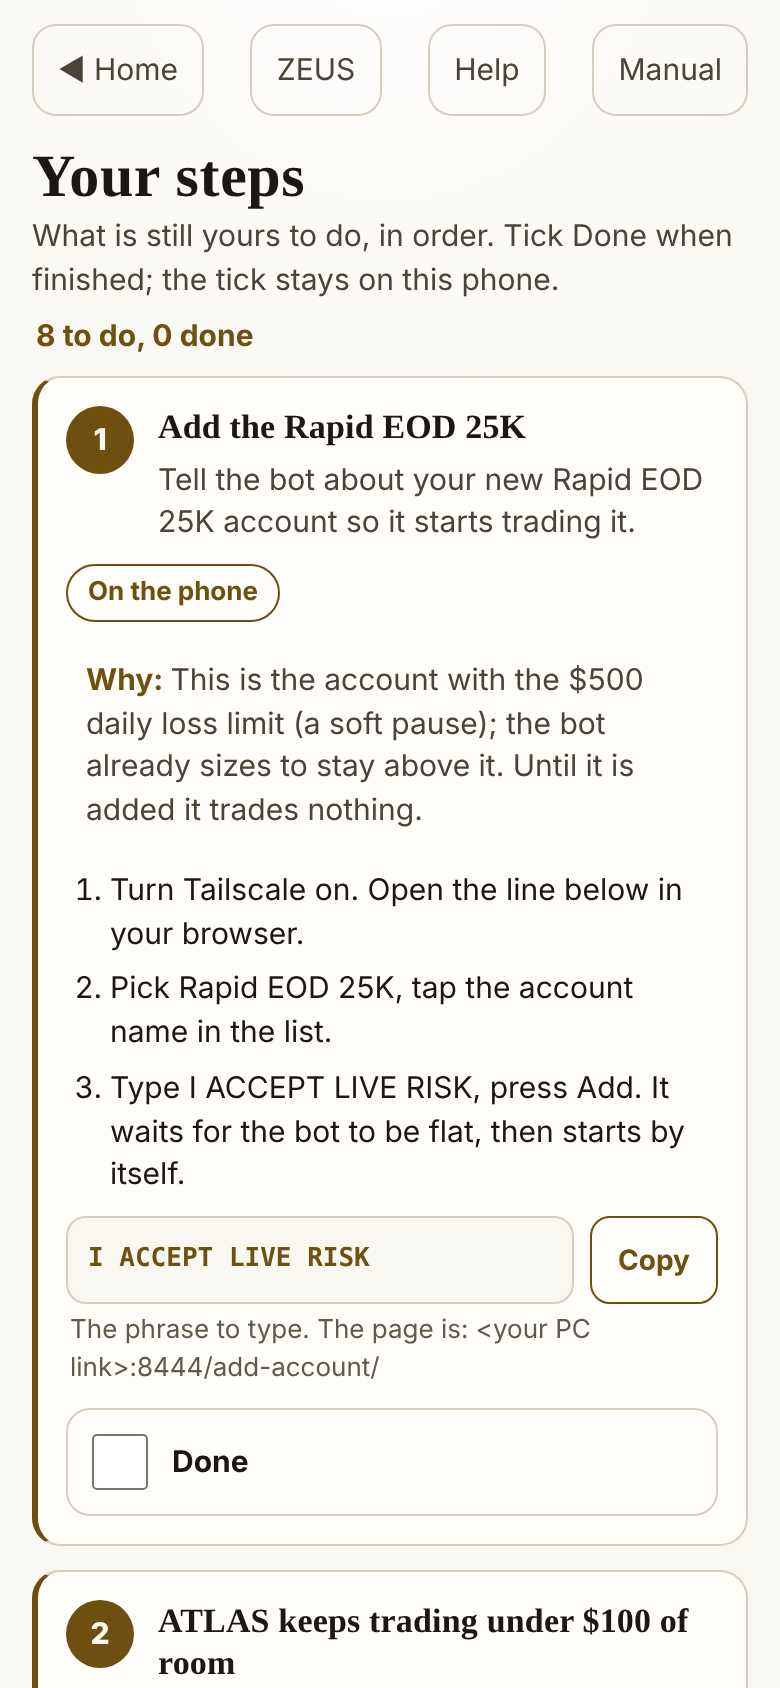 ◀ Home
ZEUS
Help
Manual
Your steps
What is still yours to do, in order. Tick Done when
finished; the tick stays on this phone.
8 to do, 0 done
1
Add the Rapid EOD 25K
Tell the bot about your new Rapid EOD
25K account so it starts trading it.
On the phone
Why: This is the account with the $500
daily loss limit (a soft pause); the bot
already sizes to stay above it. Until it is
added it trades nothing.
1. Turn Tailscale on. Open the line below in
your browser.
2. Pick Rapid EOD 25K, tap the account
name in the list.
3. Type I ACCEPT LIVE RISK, press Add. It
waits for the bot to be flat, then starts by
itself.
I ACCEPT LIVE RISK
Copy
The phrase to type. The page is: <your PC
link>:8444/add-account/
Done
2
ATLAS keeps trading under $100 of
room